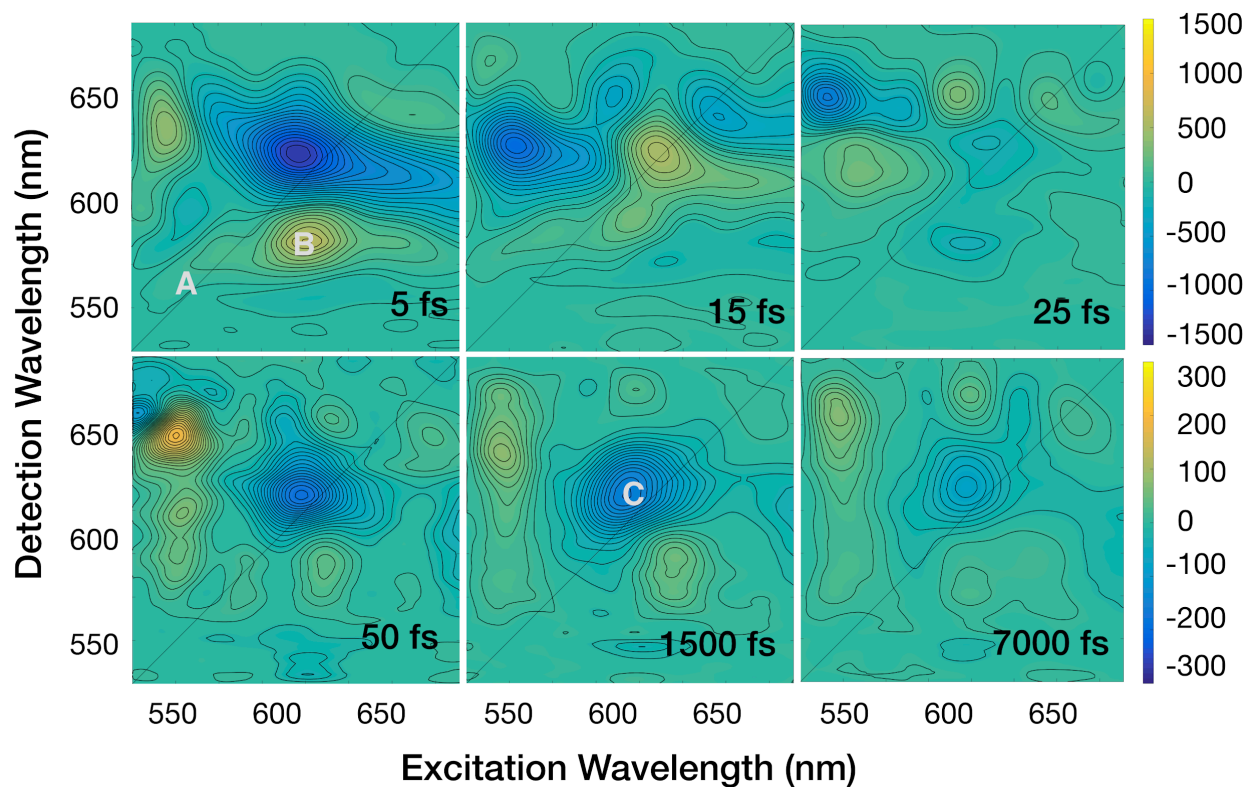 1500
1000
500
0
-500
-1000
-1500
650
600
550
A
B
5 fs
15 fs
25 fs
300
200
100
0
-100
-200
-300
650
600
550
C
50 fs
1500 fs
7000 fs
550 600 650
550 600 650
550 600 650
Detection Wavelength (nm)
Excitation Wavelength (nm)